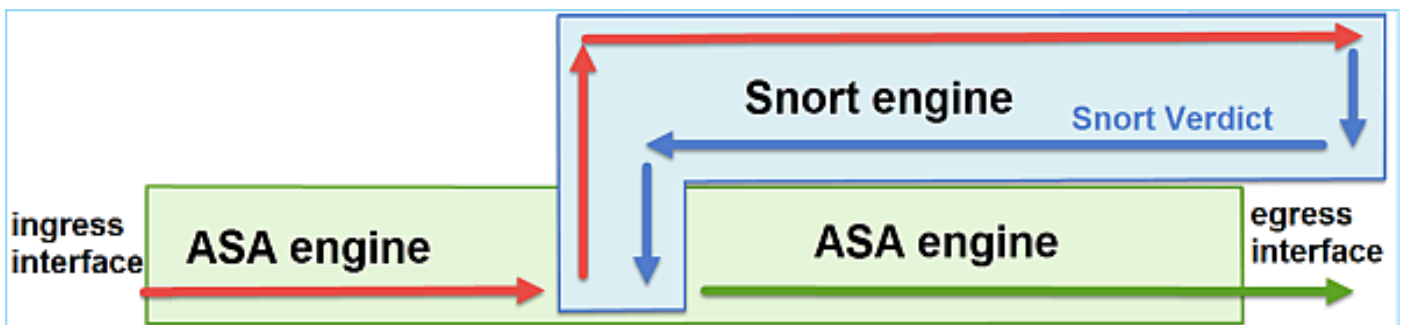 Snort engine
Snort Verdict
ingress
interface
ASA engine
ASA engine
egress
interface